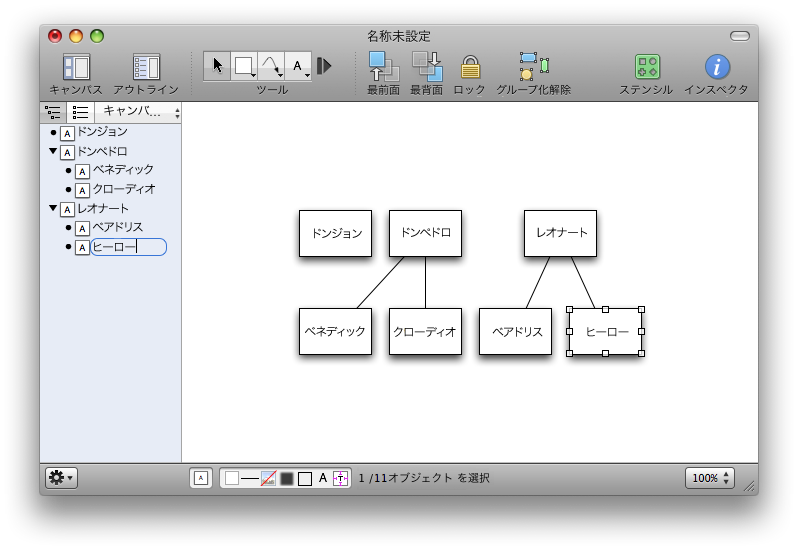 名称未設定
キャンバス
アウトライン
A
ツール
最前面
最背面
ロック
グループ化解除
ステンシル
インスペクタ
キャンバ...
A ドンジョン
A ドンペドロ
A ベネディック
A クローディオ
A レオナート
A ベアドリス
A ヒーロー
ドンジョン
ドンペドロ
レオナート
ベネディック
クローディオ
ベアドリス
ヒーロー
A
A
T
1 /11オブジェクト を選択
100%